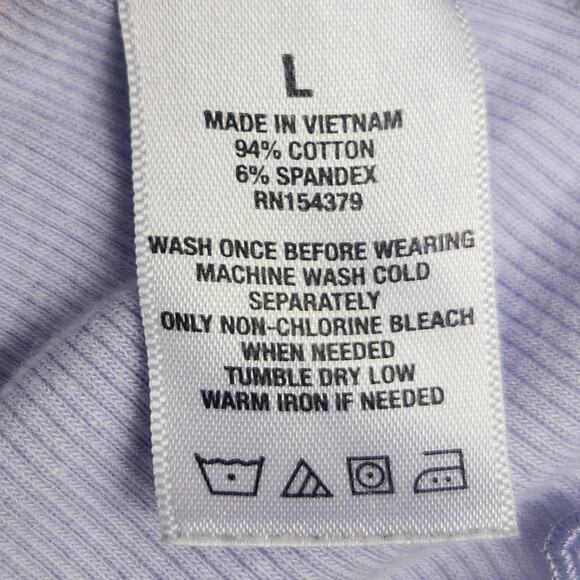 L
MADE IN VIETNAM
94% COTTON
6% SPANDEX
RN154379
WASH ONCE BEFORE WEARING
MACHINE WASH COLD
SEPARATELY
ONLY NON-CHLORINE BLEACH
WHEN NEEDED
TUMBLE DRY LOW
WARM IRON IF NEEDED